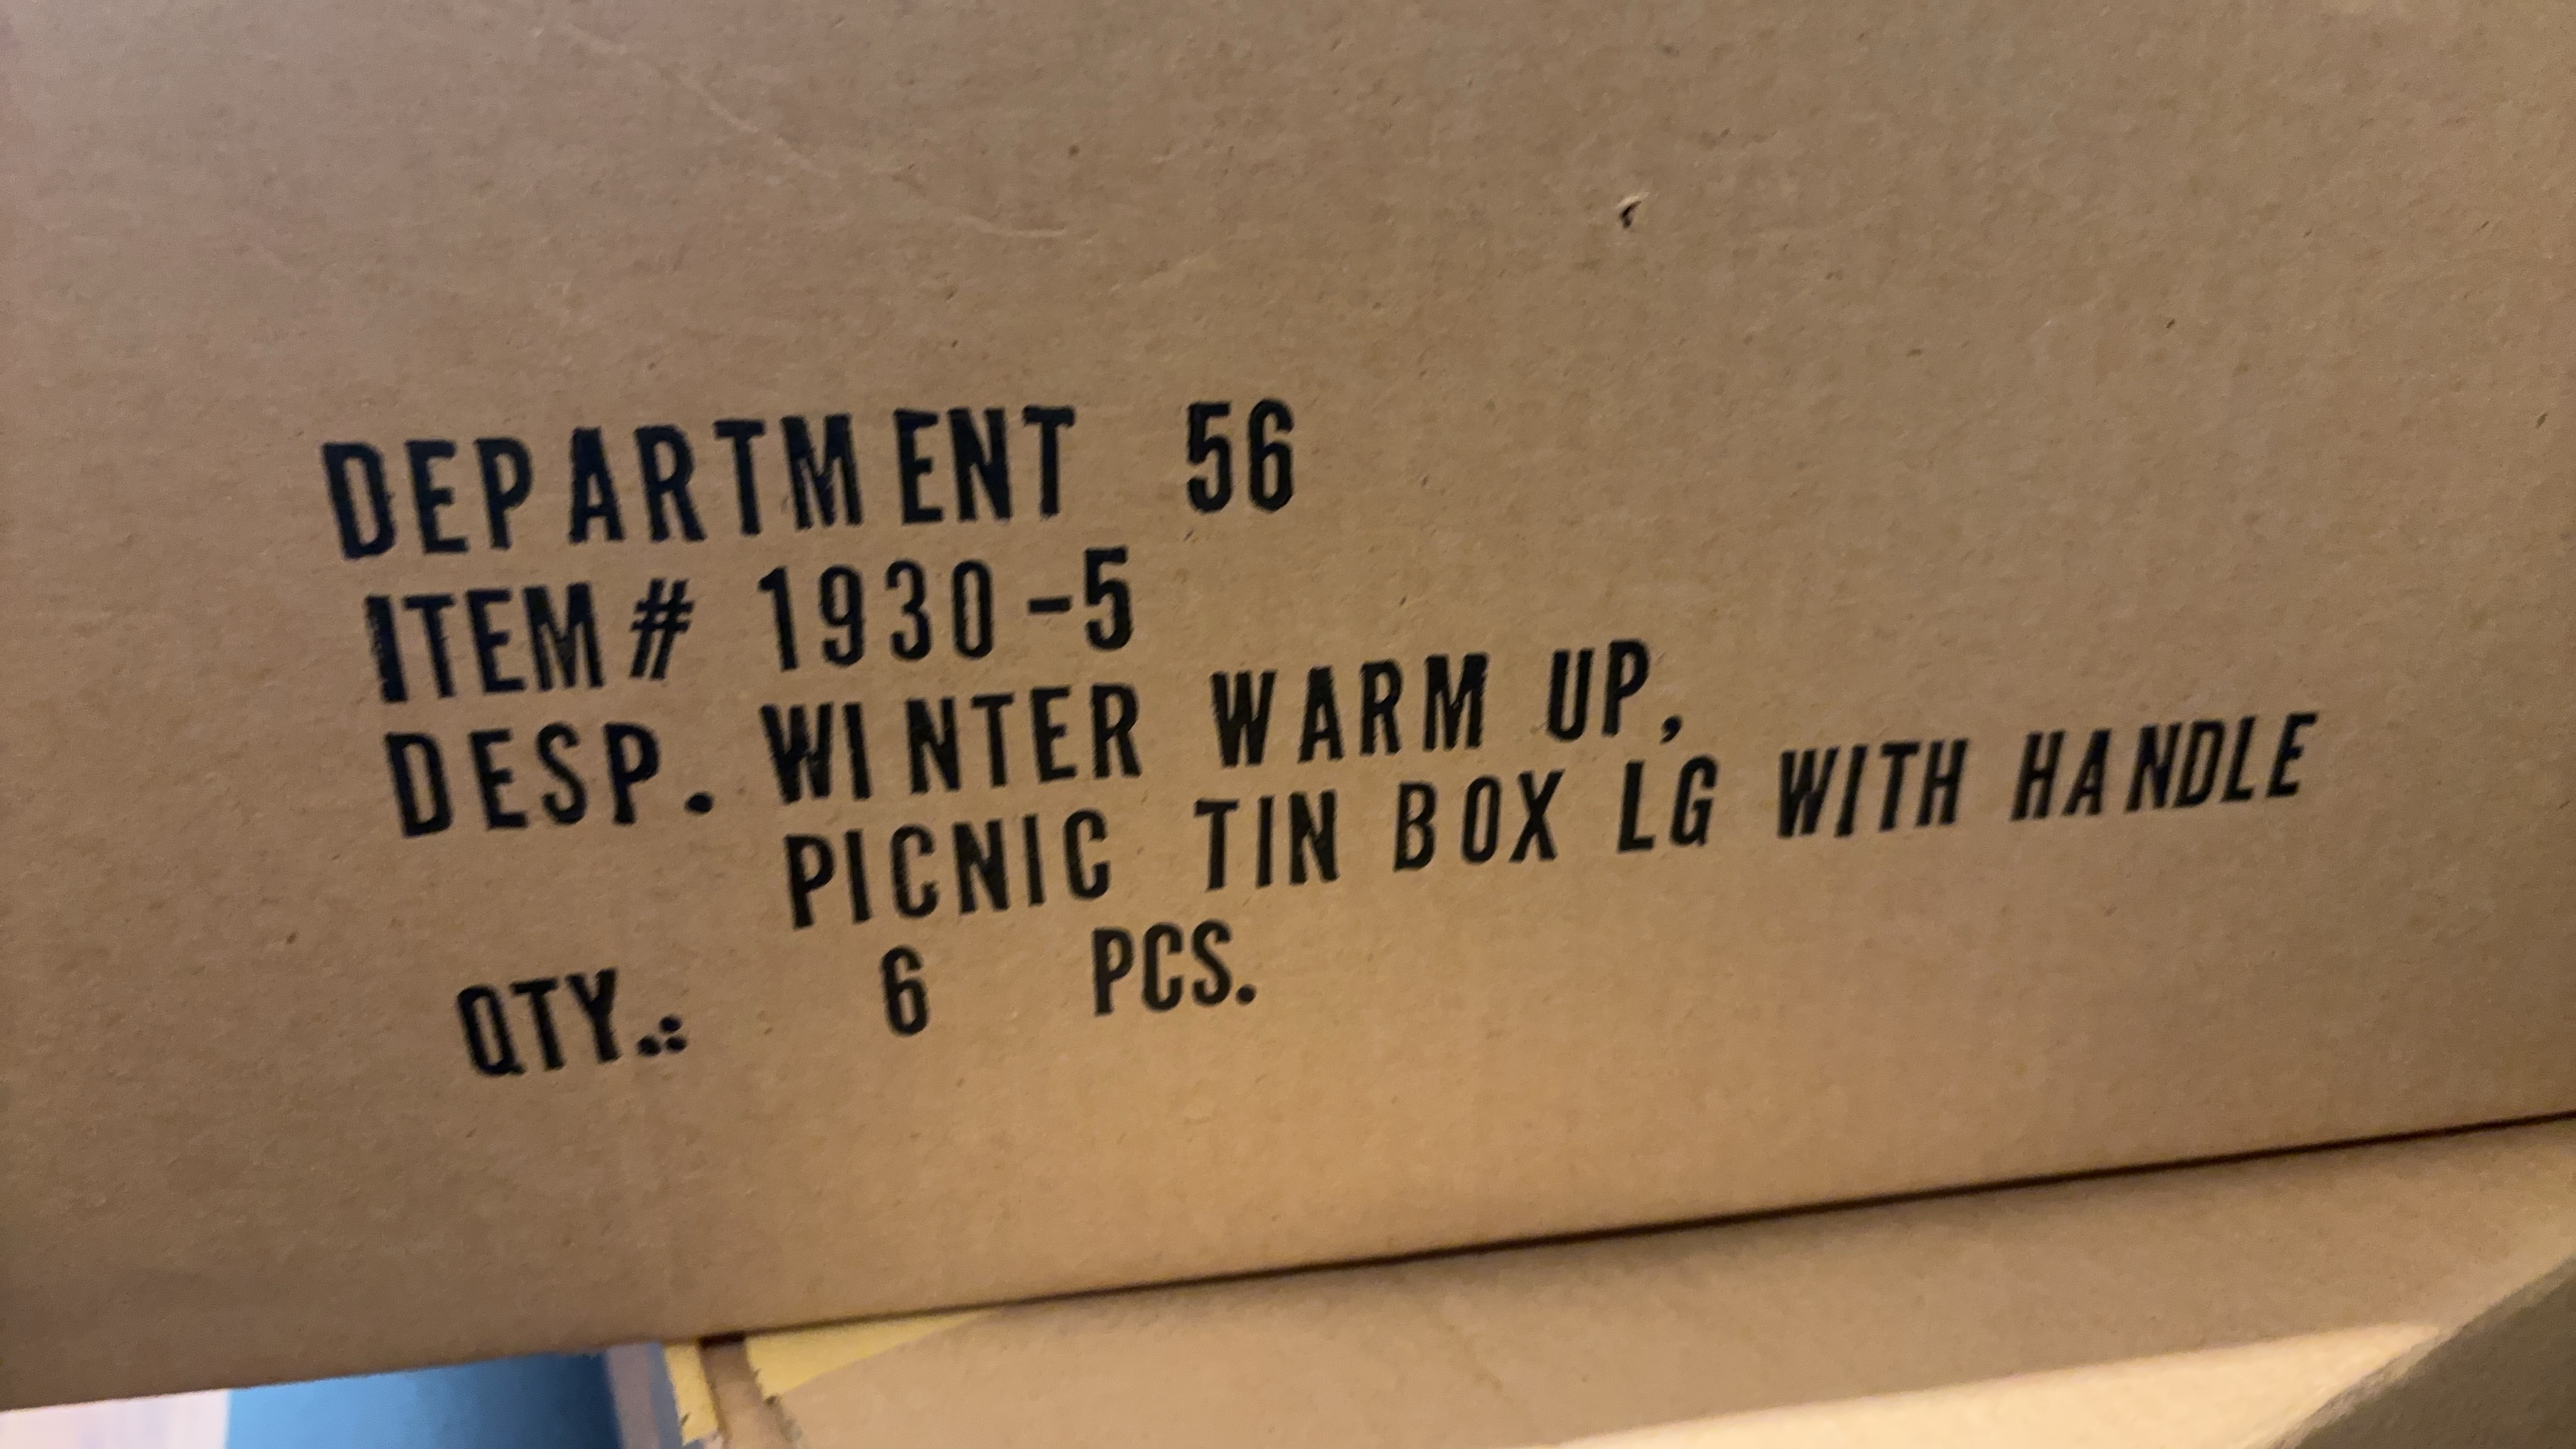 DEPARTMENT 56
ITEM# 1930-5
DESP. WINTER WARM UP,
PICNIC TIN BOX LG WITH HANDLE
QTY.: 6 PCS.